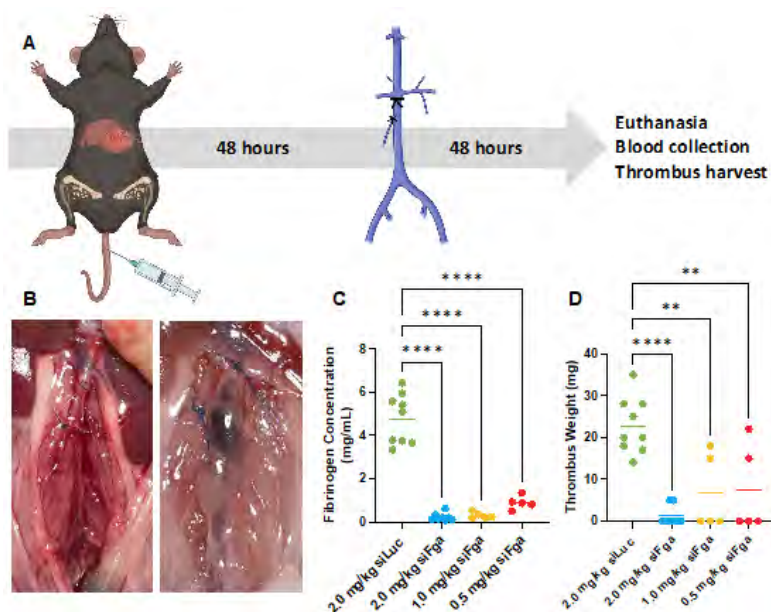 A
48 hours
48 hours
Euthanasia
Blood collection
Thrombus harvest
B
C
****
****
****
Fibrinogen Concentration
(mg/mL)
8
6
4
2
0
2.0 mg/kg siLuc
2.0 mg/kg siFga
1.0 mg/kg siFga
0.5 mg/kg siFga
D
**
**
****
Thrombus Weight (mg)
40
30
20
10
0
2.0 mg/kg siLuc
2.0 mg/kg siFga
1.0 mg/kg siFga
0.5 mg/kg siFga